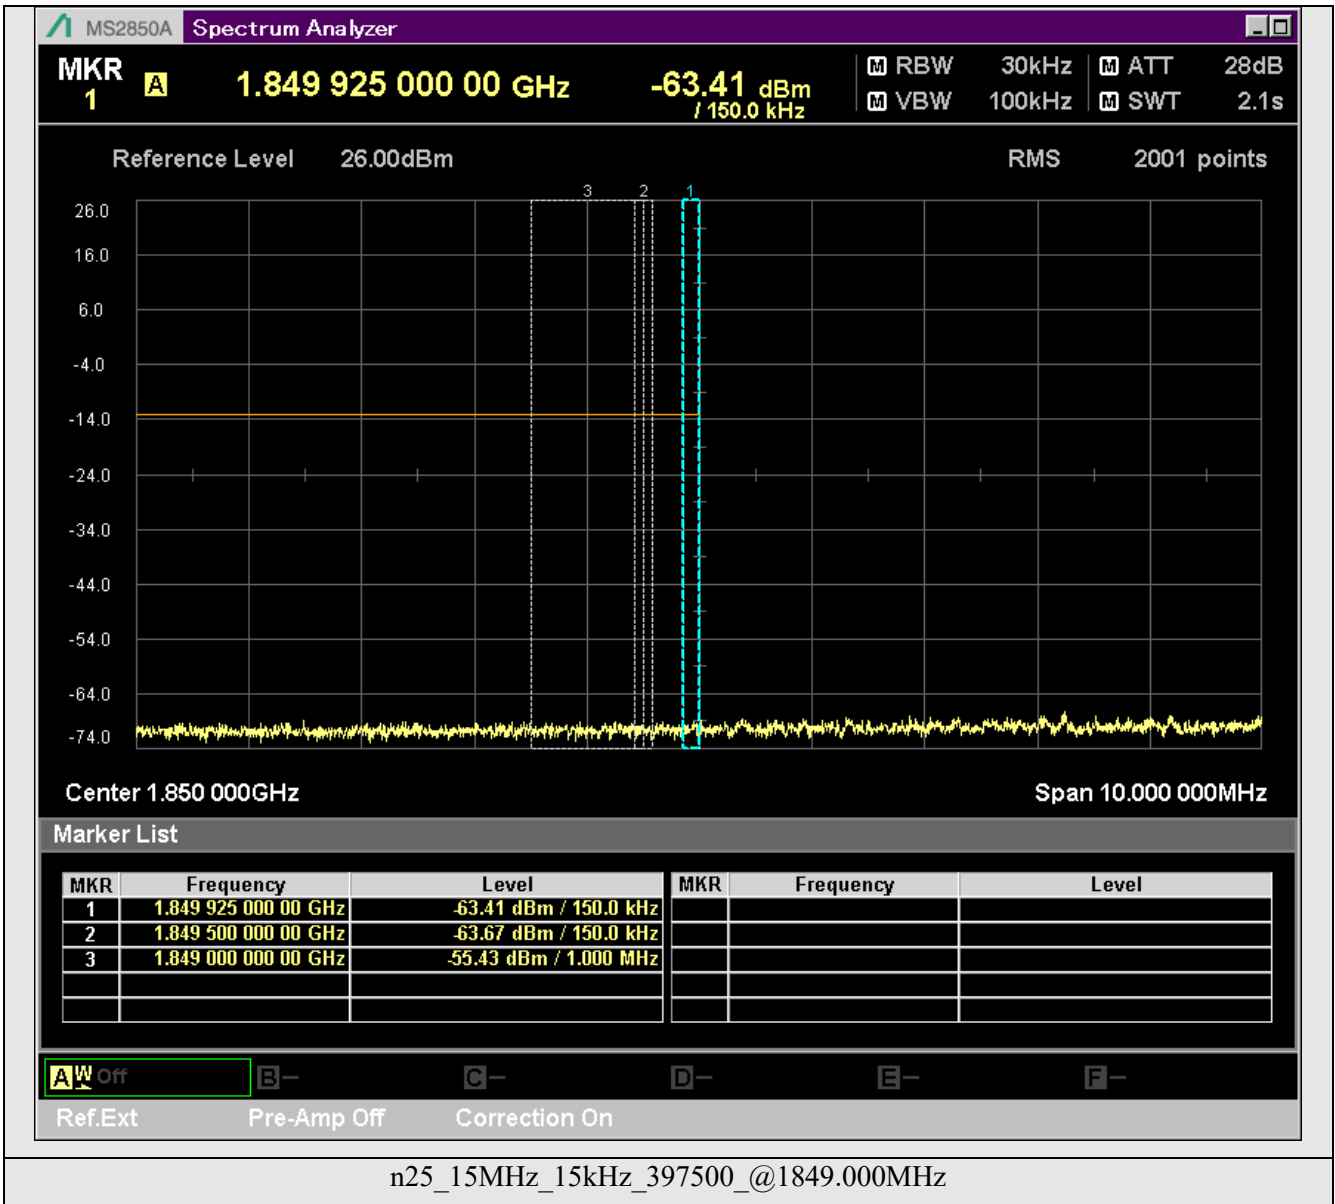 MS2850A Spectrum Analyzer
MKR 1 A 1.849 925 000 00 GHz -63.41 dBm / 150.0 kHz
M RBW 30kHz M ATT 28dB
M VBW 100kHz M SWT 2.1s
Reference Level 26.00dBm RMS 2001 points
3 2 1
26.0
16.0
6.0
-4.0
-14.0
-24.0
-34.0
-44.0
-54.0
-64.0
-74.0
Center 1.850 000GHz Span 10.000 000MHz
Marker List
MKR Frequency Level MKR Frequency Level
1 1.849 925 000 00 GHz -63.41 dBm / 150.0 kHz
2 1.849 500 000 00 GHz -63.67 dBm / 150.0 kHz
3 1.849 000 000 00 GHz -55.43 dBm / 1.000 MHz
A W Off B- C- D- E- F-
Ref.Ext Pre-Amp Off Correction On
n25_15MHz_15kHz_397500_@1849.000MHz